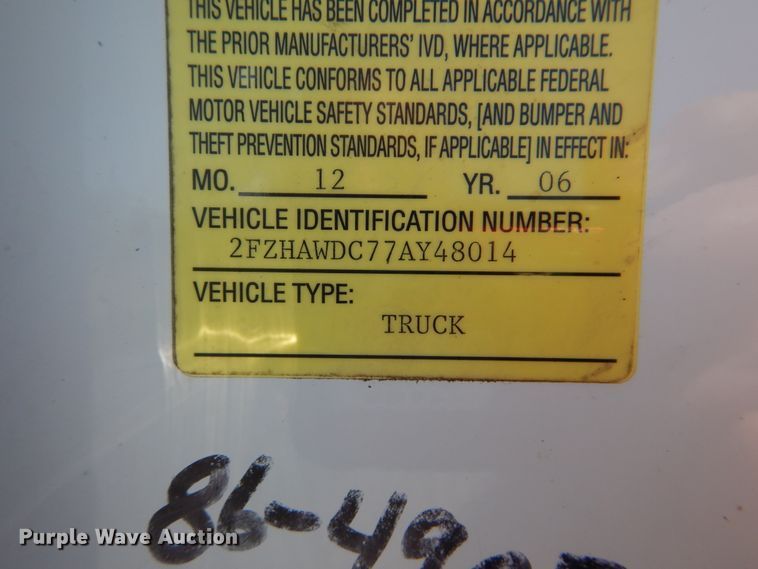 THIS VEHICLE HAS BEEN COMPLETED IN ACCORDANCE WITH
THE PRIOR MANUFACTURERS' IVD, WHERE APPLICABLE.
THIS VEHICLE CONFORMS TO ALL APPLICABLE FEDERAL
MOTOR VEHICLE SAFETY STANDARDS, [AND BUMPER AND
THEFT PREVENTION STANDARDS, IF APPLICABLE] IN EFFECT IN:
MO. 12 YR. 06
VEHICLE IDENTIFICATION NUMBER:
2FZHAWDC77AY48014
VEHICLE TYPE:
TRUCK
Purple Wave Auction